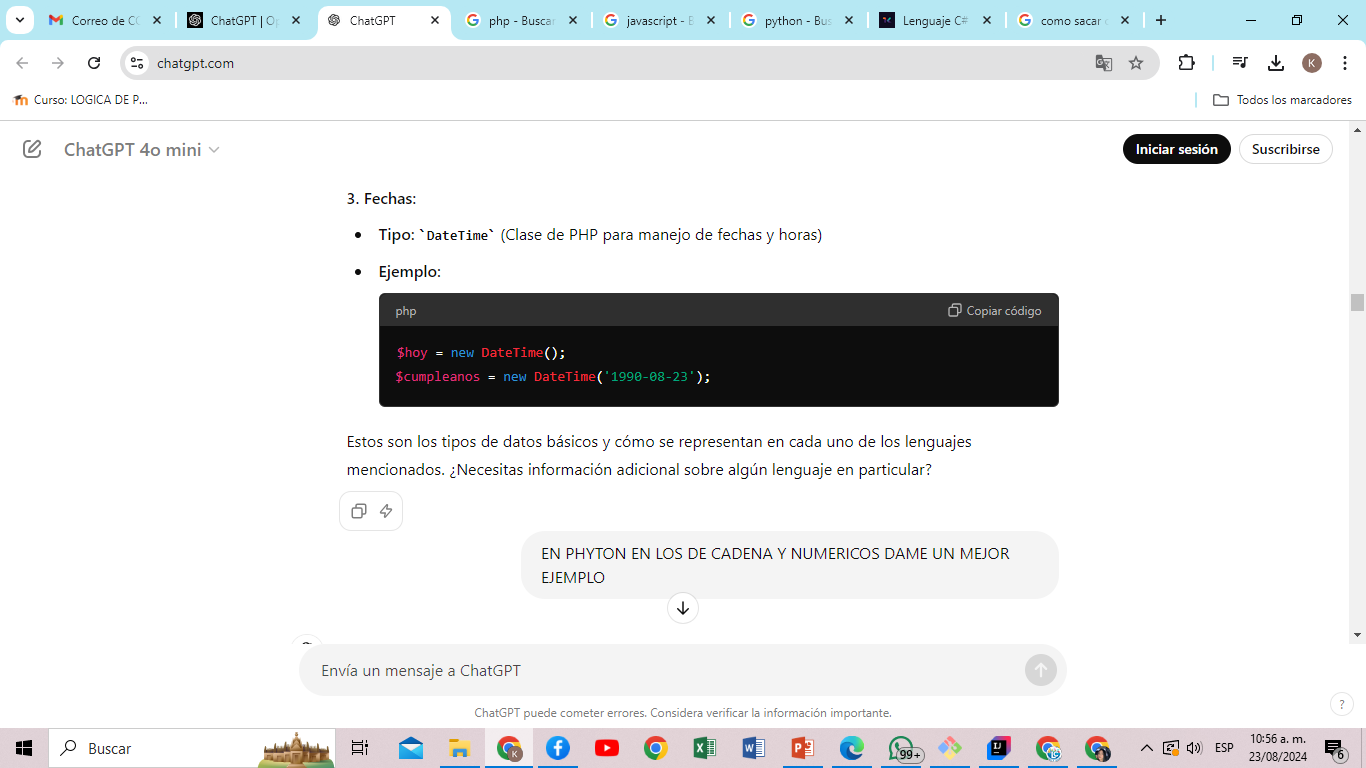 Correo de CC
ChatGPT | Op
ChatGPT
php - Buscar
javascript - B
python - Bus
Lenguaje C#
como sacar c
chatgpt.com
K
Curso: LOGICA DE P...
Todos los marcadores
ChatGPT 4o mini
Iniciar sesión
Suscribirse
3. Fechas:
Tipo: `DateTime` (Clase de PHP para manejo de fechas y horas)
Ejemplo:
php
Copiar código
$hoy = new DateTime();
$cumpleanos = new DateTime('1990-08-23');
Estos son los tipos de datos básicos y cómo se representan en cada uno de los lenguajes
mencionados. ¿Necesitas información adicional sobre algún lenguaje en particular?
EN PHYTON EN LOS DE CADENA Y NUMERICOS DAME UN MEJOR
EJEMPLO
Envía un mensaje a ChatGPT
ChatGPT puede cometer errores. Considera verificar la información importante.
?
Buscar
99+
ESP
10:56 a. m.
23/08/2024
6